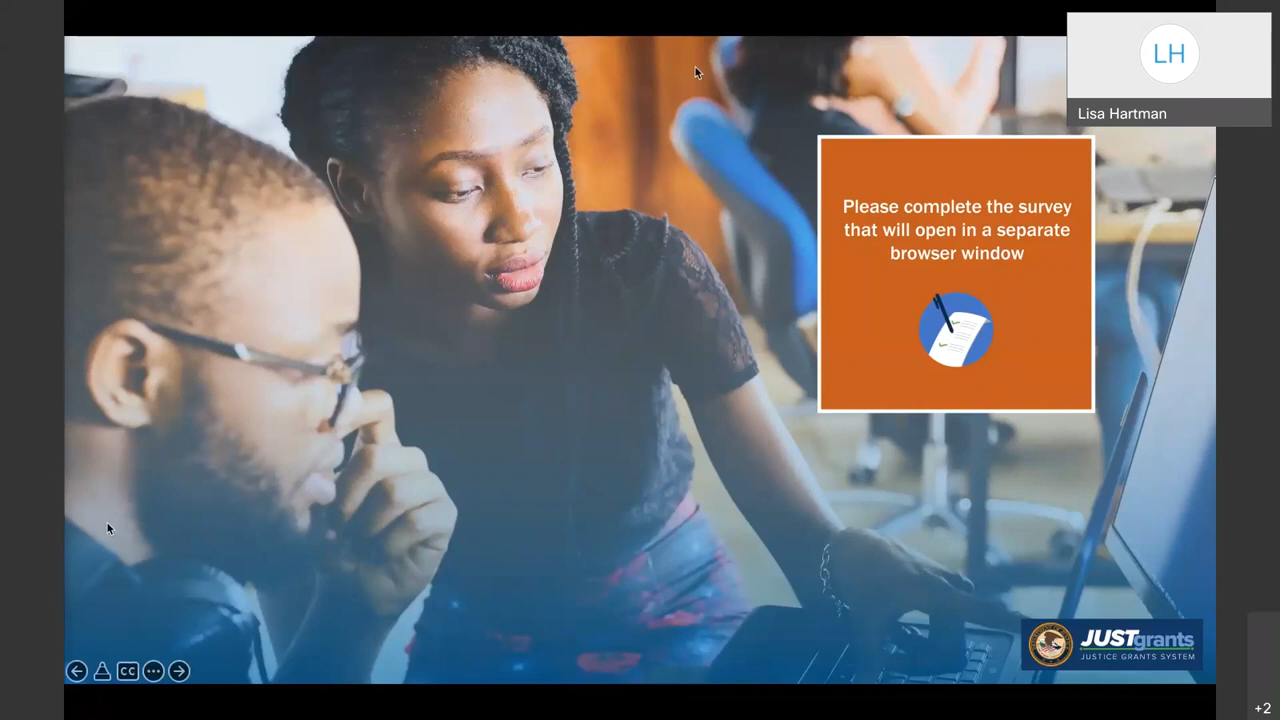 LH
Lisa Hartman
Please complete the survey
that will open in a separate
browser window
JUSTgrants
JUSTICE GRANTS SYSTEM
CC
+2